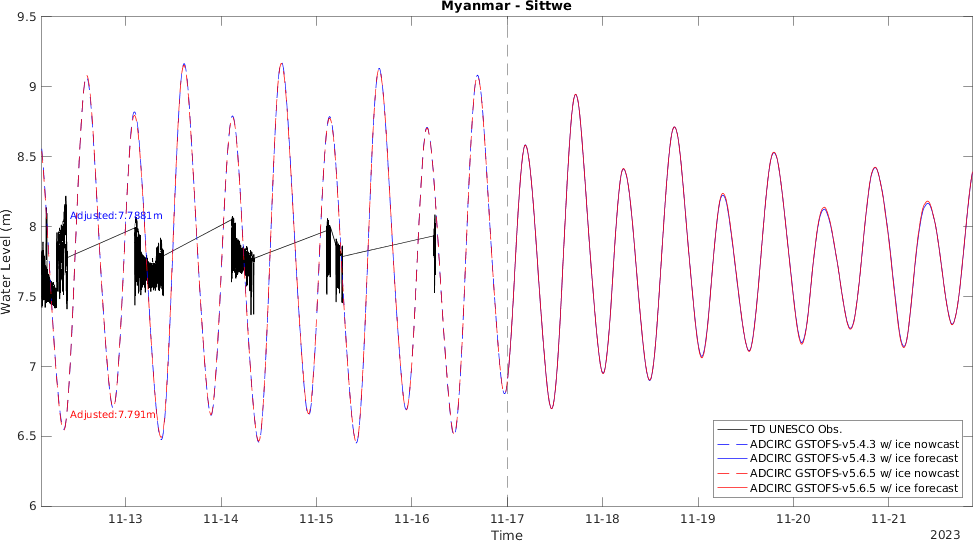 Myanmar - Sittwe
9.5
9
8.5
8
7.5
7
6.5
6
Water Level (m)
Adjusted:7.7881m
Adjusted:7.791m
TD UNESCO Obs.
ADCIRC GSTOFS-v5.4.3 w/ ice nowcast
ADCIRC GSTOFS-v5.4.3 w/ ice forecast
ADCIRC GSTOFS-v5.6.5 w/ ice nowcast
ADCIRC GSTOFS-v5.6.5 w/ ice forecast
11-13 11-14 11-15 11-16 11-17 11-18 11-19 11-20 11-21
Time
2023